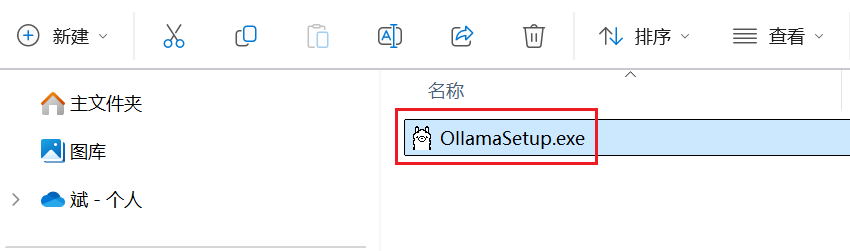 新建 排序 查看
名称
主文件夹
OllamaSetup.exe
图库
斌 - 个人